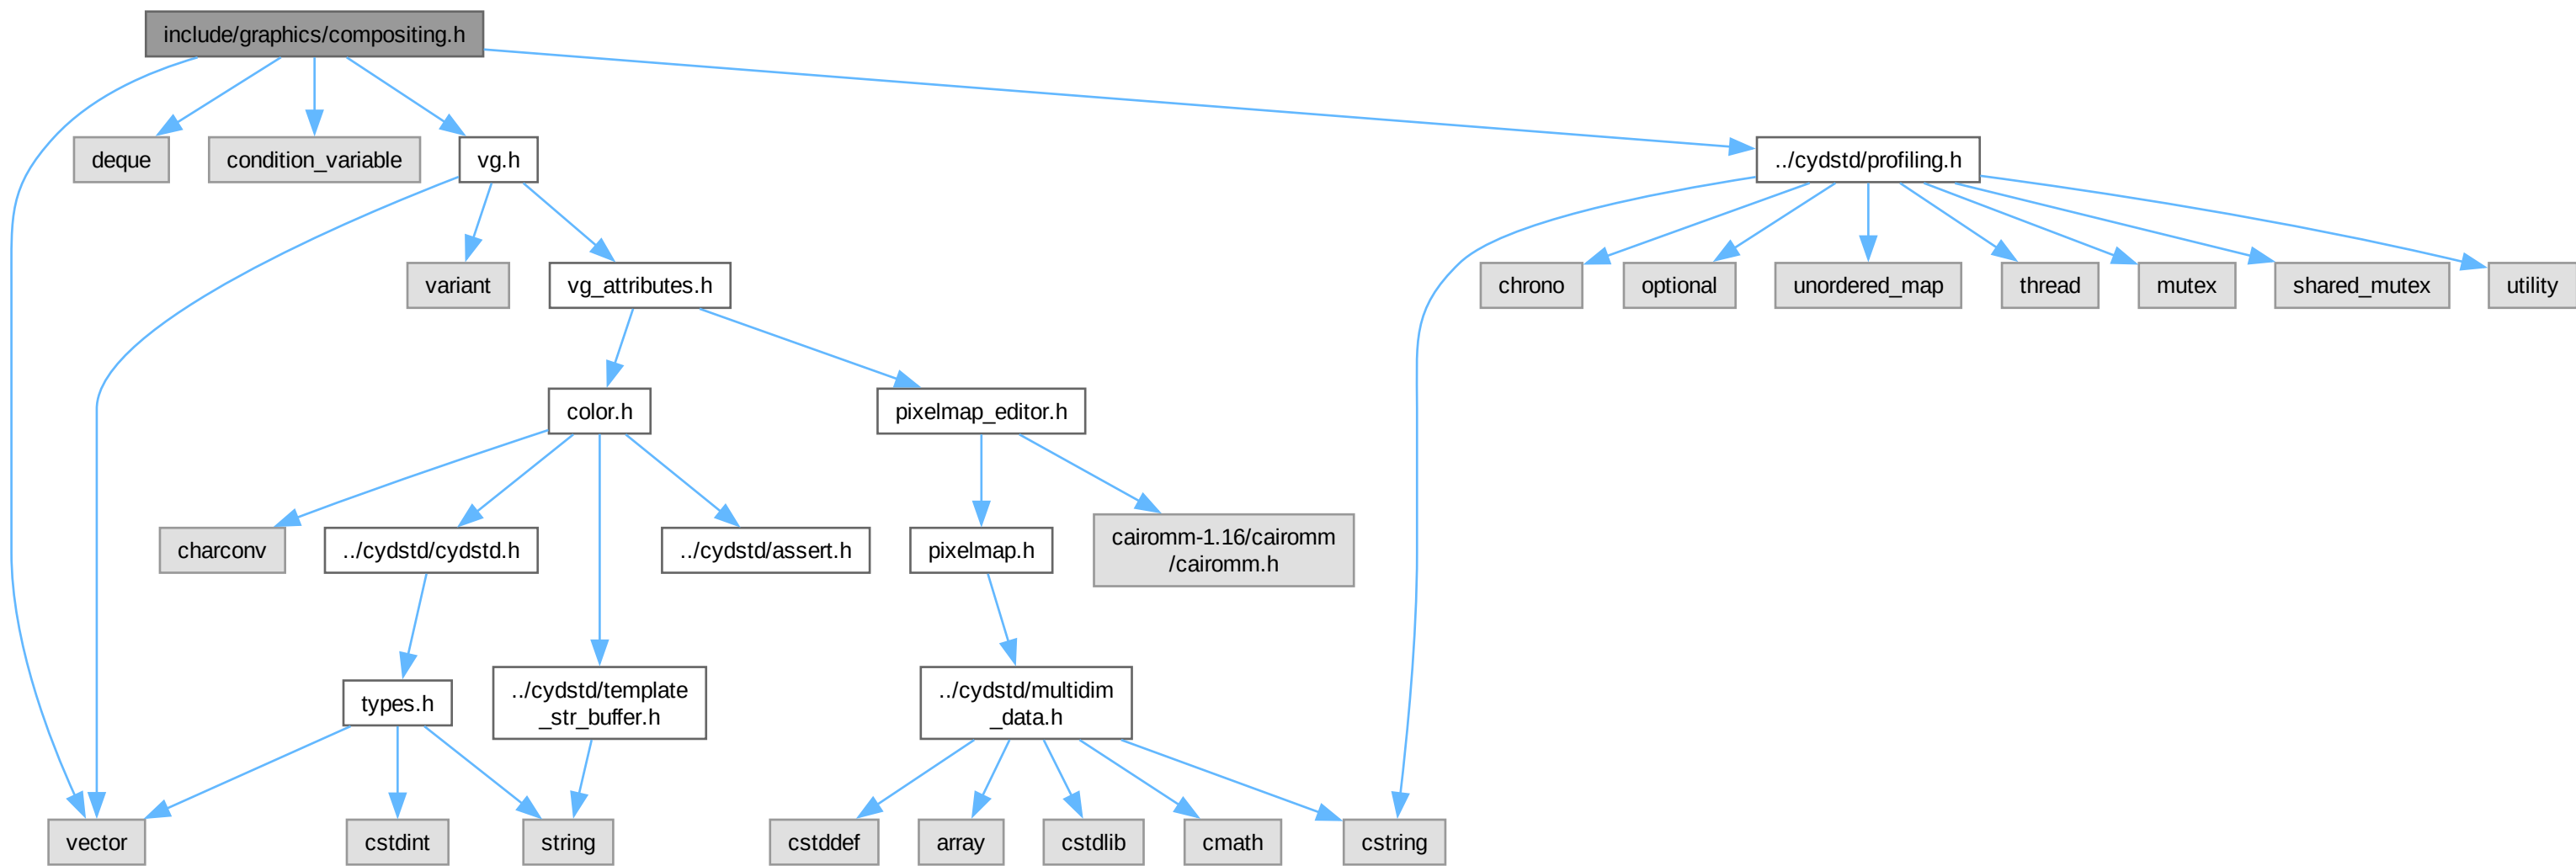 include/graphics/compositing.h
deque
condition_variable
vg.h
../cydstd/profiling.h
variant
vg_attributes.h
chrono
optional
unordered_map
thread
mutex
shared_mutex
utility
color.h
pixelmap_editor.h
charconv
../cydstd/cydstd.h
../cydstd/assert.h
pixelmap.h
cairomm-1.16/cairomm
/cairomm.h
types.h
../cydstd/template
_str_buffer.h
../cydstd/multidim
_data.h
vector
cstdint
string
cstddef
array
cstdlib
cmath
cstring